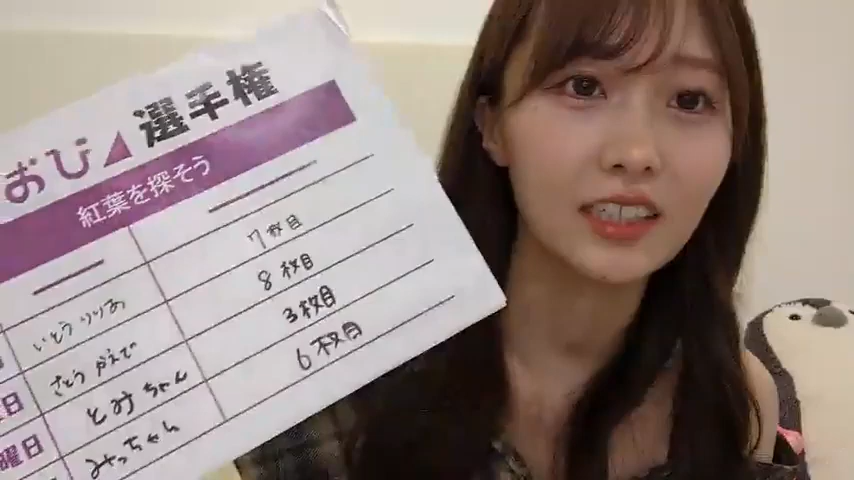 おび 選手権
紅葉を探そう
いとうりりあ 7枚目
日 さとう かえで 8枚目
曜日 とみちゃん 3枚目
みっちゃん 6枚目